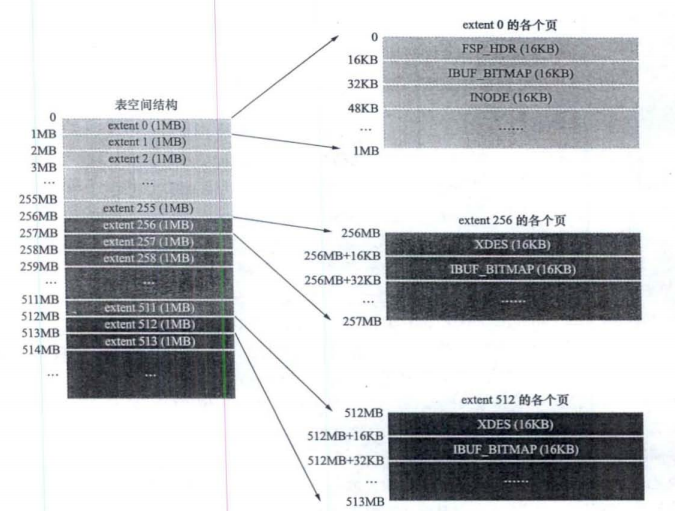 表空间结构
0
extent 0 (1MB)
1MB
extent 1 (1MB)
2MB
extent 2 (1MB)
3MB
...
...
255MB
extent 255 (1MB)
256MB
extent 256 (1MB)
257MB
extent 257 (1MB)
258MB
extent 258 (1MB)
259MB
...
...
511MB
extent 511 (1MB)
512MB
extent 512 (1MB)
513MB
extent 513 (1MB)
514MB
...
...
extent 0 的各个页
0
FSP_HDR (16KB)
16KB
IBUF_BITMAP (16KB)
32KB
INODE (16KB)
48KB
...
......
1MB
extent 256 的各个页
256MB
XDES (16KB)
256MB+16KB
IBUF_BITMAP (16KB)
256MB+32KB
...
......
257MB
extent 512 的各个页
512MB
XDES (16KB)
512MB+16KB
IBUF_BITMAP (16KB)
512MB+32KB
...
......
513MB